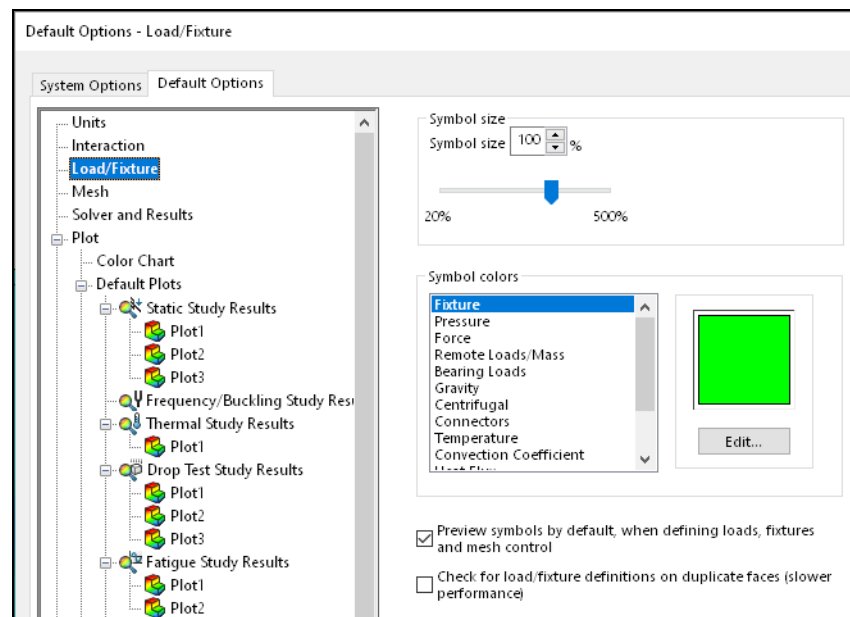 Default Options - Load/Fixture
System Options
Default Options
Units
Interaction
Load/Fixture
Mesh
Solver and Results
Plot
Color Chart
Default Plots
Static Study Results
Plot1
Plot2
Plot3
Frequency/Buckling Study
Thermal Study Results
Plot1
Drop Test Study Results
Plot1
Plot2
Plot3
Fatigue Study Results
Plot1
Plot2
Symbol size
Symbol size 100 %
20% 500%
Symbol colors
Fixture
Pressure
Force
Remote Loads/Mass
Bearing Loads
Gravity
Centrifugal
Connectors
Temperature
Convection Coefficient
Edit...
Preview symbols by default, when defining loads, fixtures
and mesh control
Check for load/fixture definitions on duplicate faces (slower
performance)